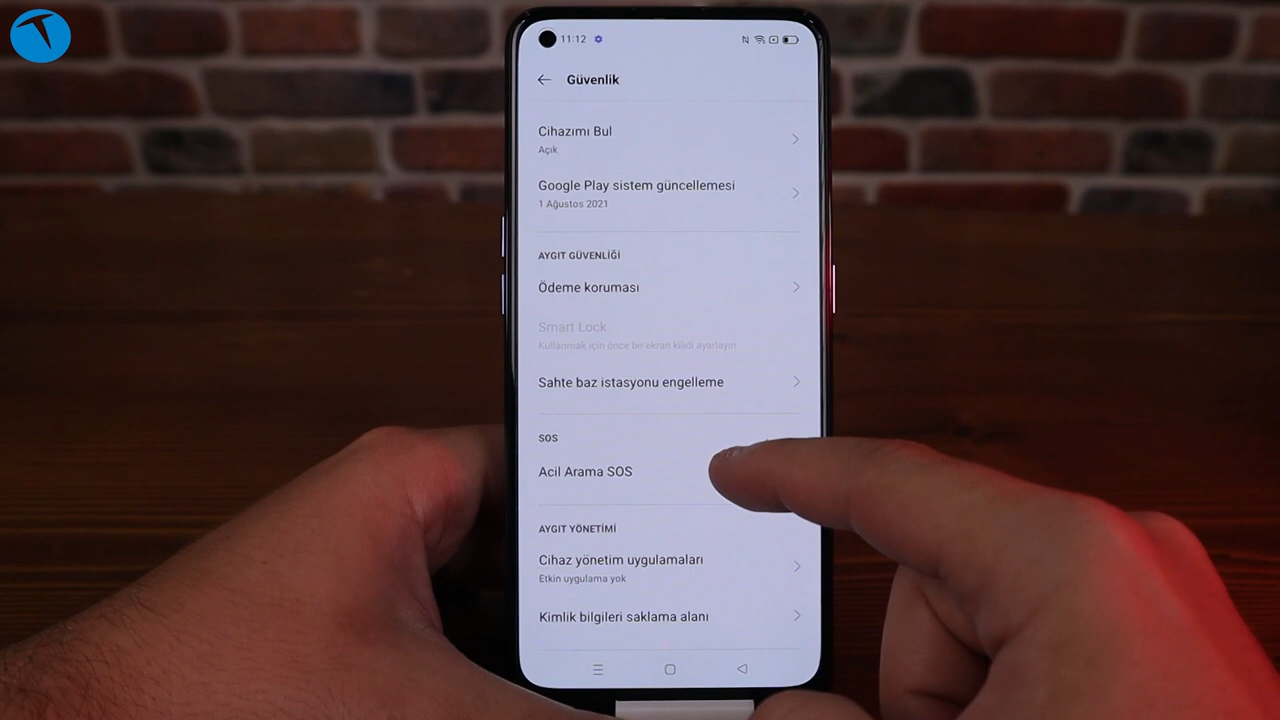 11:12
Güvenlik
Cihazımı Bul
Açık
Google Play sistem güncellemesi
1 Ağustos 2021
AYGIT GÜVENLİĞİ
Ödeme koruması
Smart Lock
Kullanmak için önce bir ekran kilidi ayarlayın
Sahte baz istasyonu engelleme
SOS
Acil Arama SOS
AYGIT YÖNETİMİ
Cihaz yönetim uygulamaları
Etkin uygulama yok
Kimlik bilgileri saklama alanı